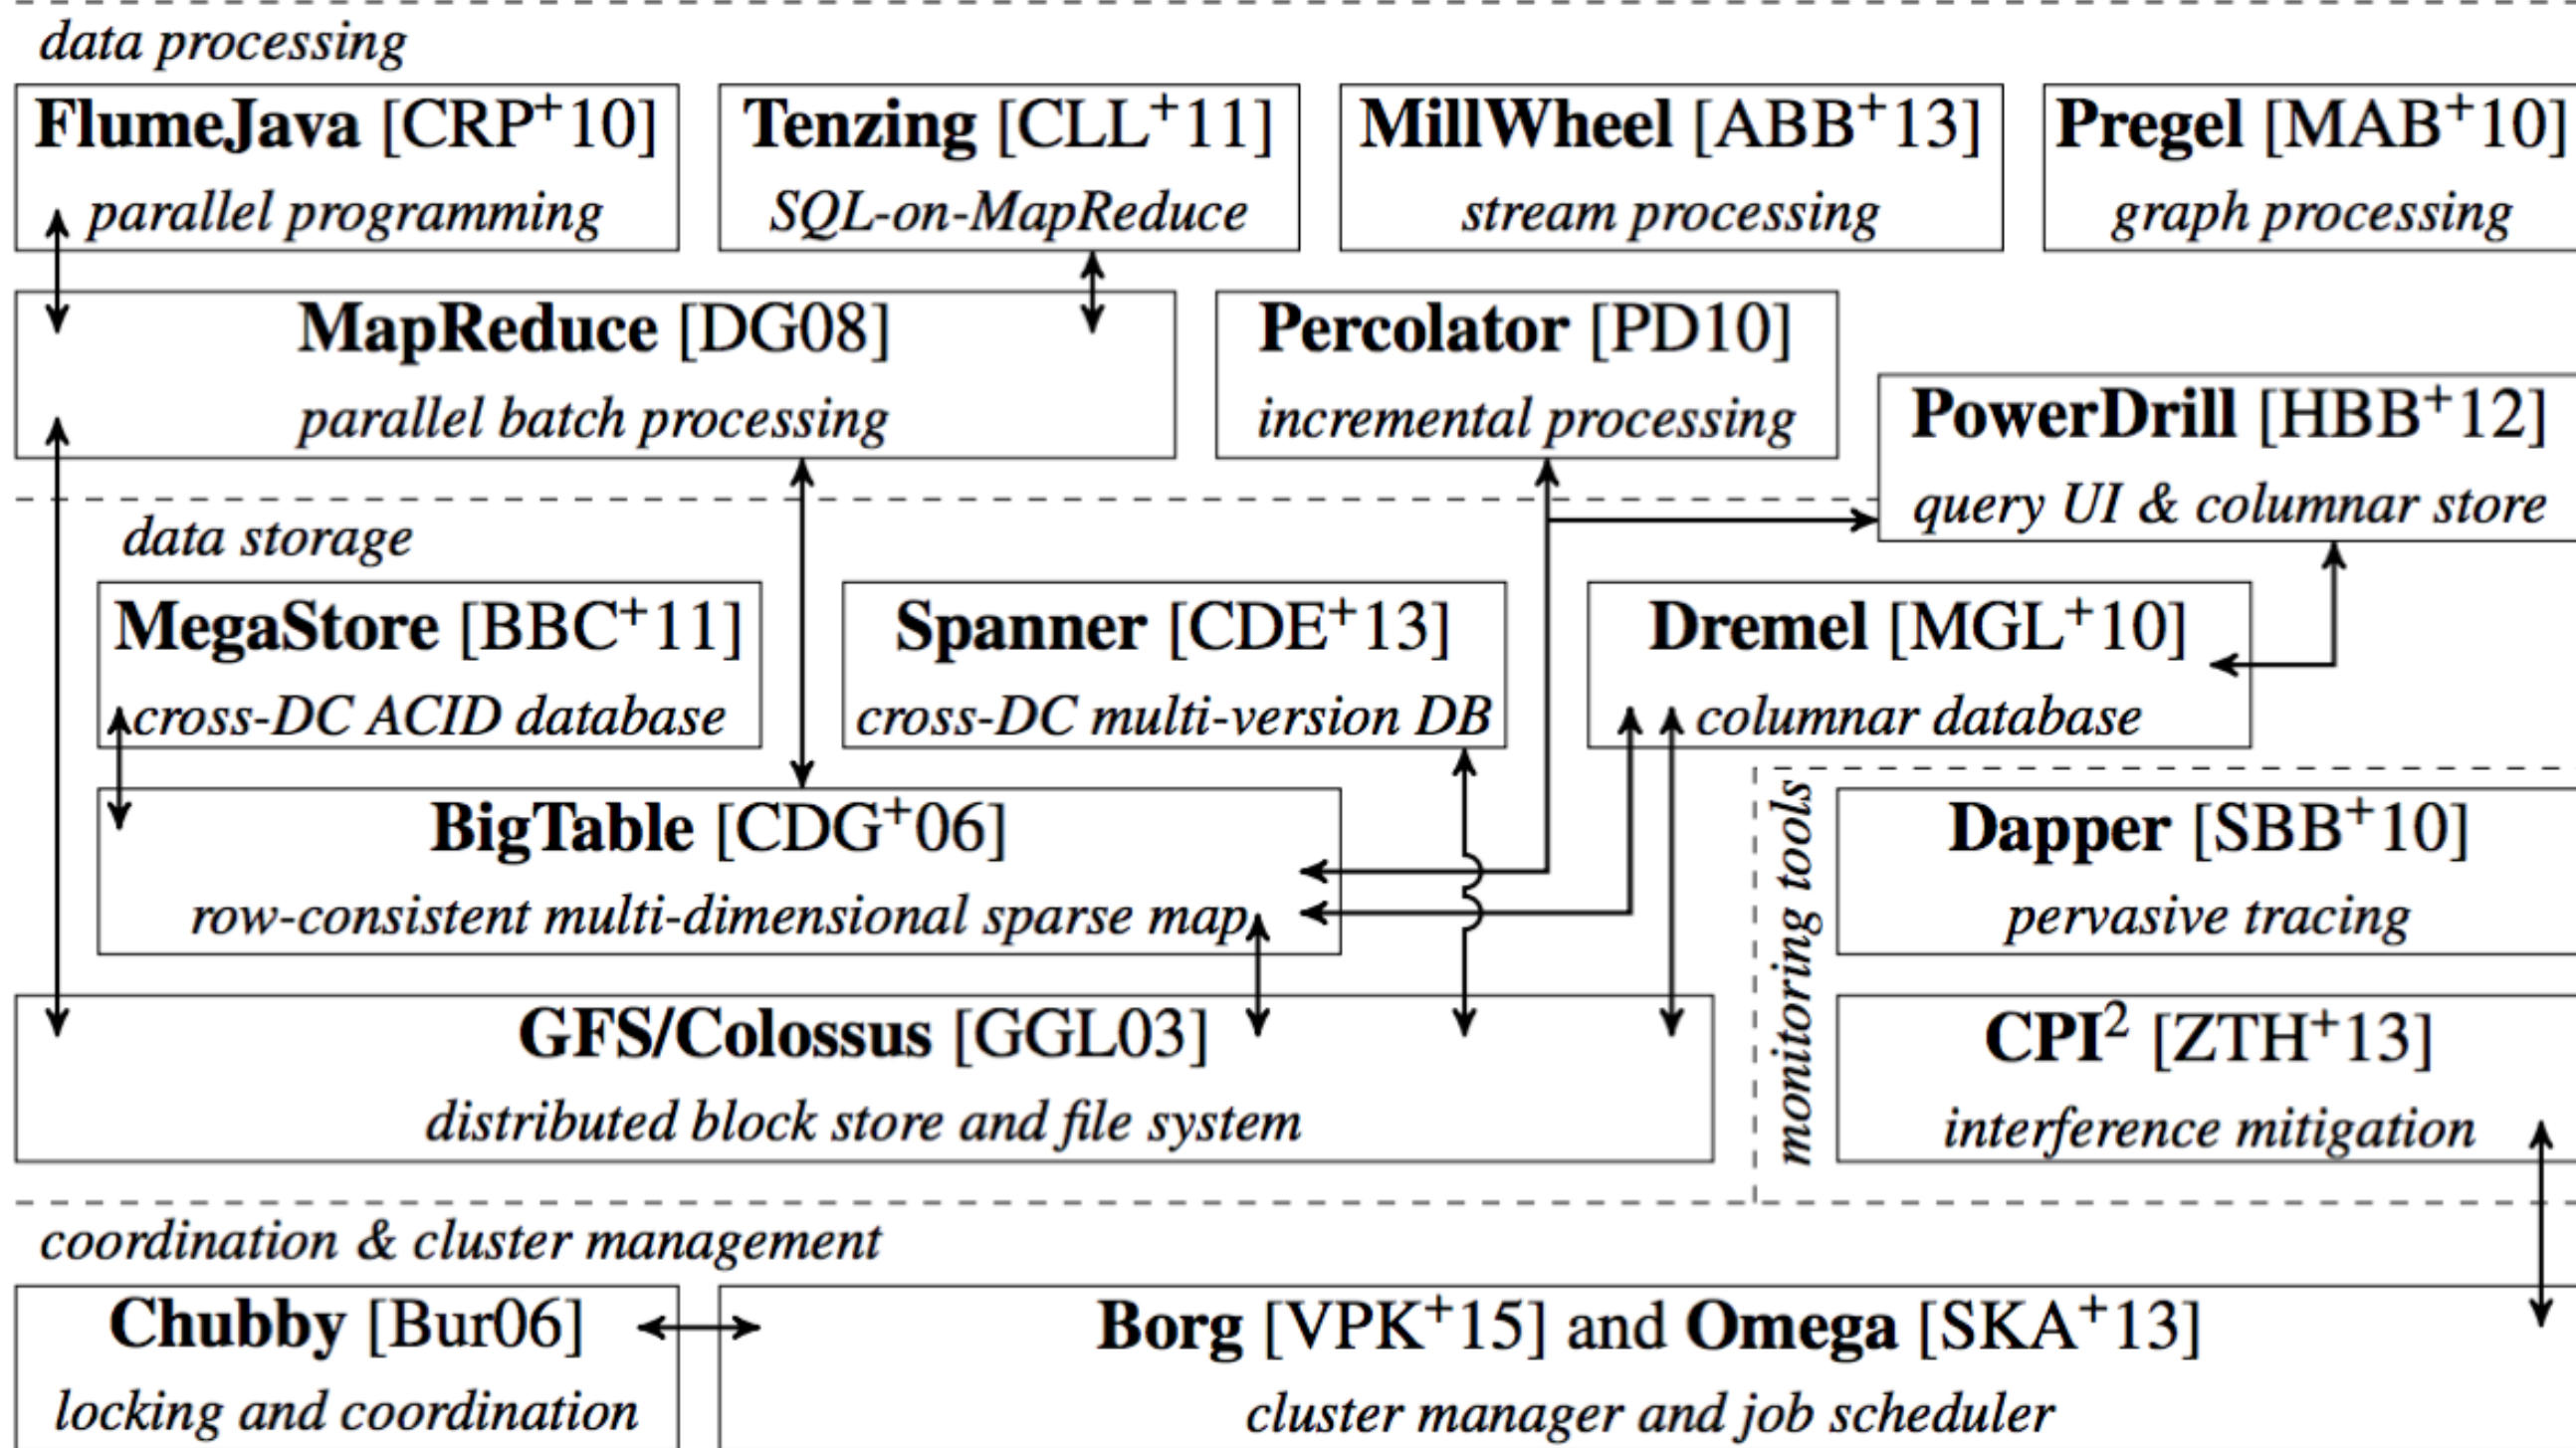 data processing
FlumeJava [CRP+10]
parallel programming
Tenzing [CLL+11]
SQL-on-MapReduce
MillWheel [ABB+13]
stream processing
Pregel [MAB+10]
graph processing
MapReduce [DG08]
parallel batch processing
Percolator [PD10]
incremental processing
PowerDrill [HBB+12]
query UI & columnar store
data storage
MegaStore [BBC+11]
cross-DC ACID database
Spanner [CDE+13]
cross-DC multi-version DB
Dremel [MGL+10]
columnar database
BigTable [CDG+06]
row-consistent multi-dimensional sparse map
GFS/Colossus [GGL03]
distributed block store and file system
monitoring tools
Dapper [SBB+10]
pervasive tracing
CPI2 [ZTH+13]
interference mitigation
coordination & cluster management
Chubby [Bur06]
locking and coordination
Borg [VPK+15] and Omega [SKA+13]
cluster manager and job scheduler